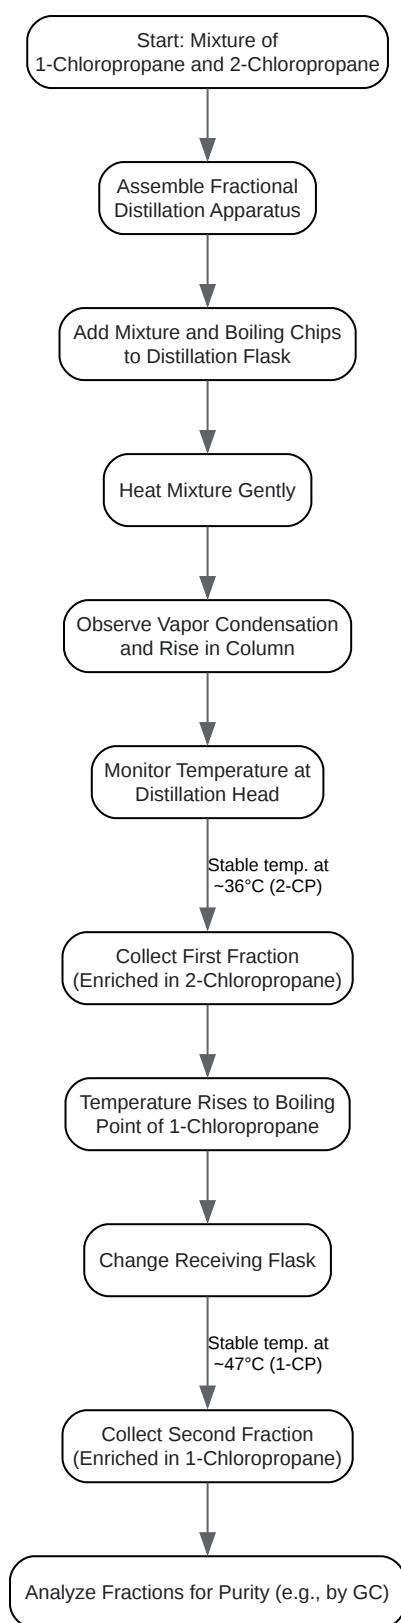 Start: Mixture of
1-Chloropropane and 2-Chloropropane
Assemble Fractional
Distillation Apparatus
Add Mixture and Boiling Chips
to Distillation Flask
Heat Mixture Gently
Observe Vapor Condensation
and Rise in Column
Monitor Temperature at
Distillation Head
Stable temp. at
~36°C (2-CP)
Collect First Fraction
(Enriched in 2-Chloropropane)
Temperature Rises to Boiling
Point of 1-Chloropropane
Change Receiving Flask
Stable temp. at
~47°C (1-CP)
Collect Second Fraction
(Enriched in 1-Chloropropane)
Analyze Fractions for Purity (e.g., by GC)